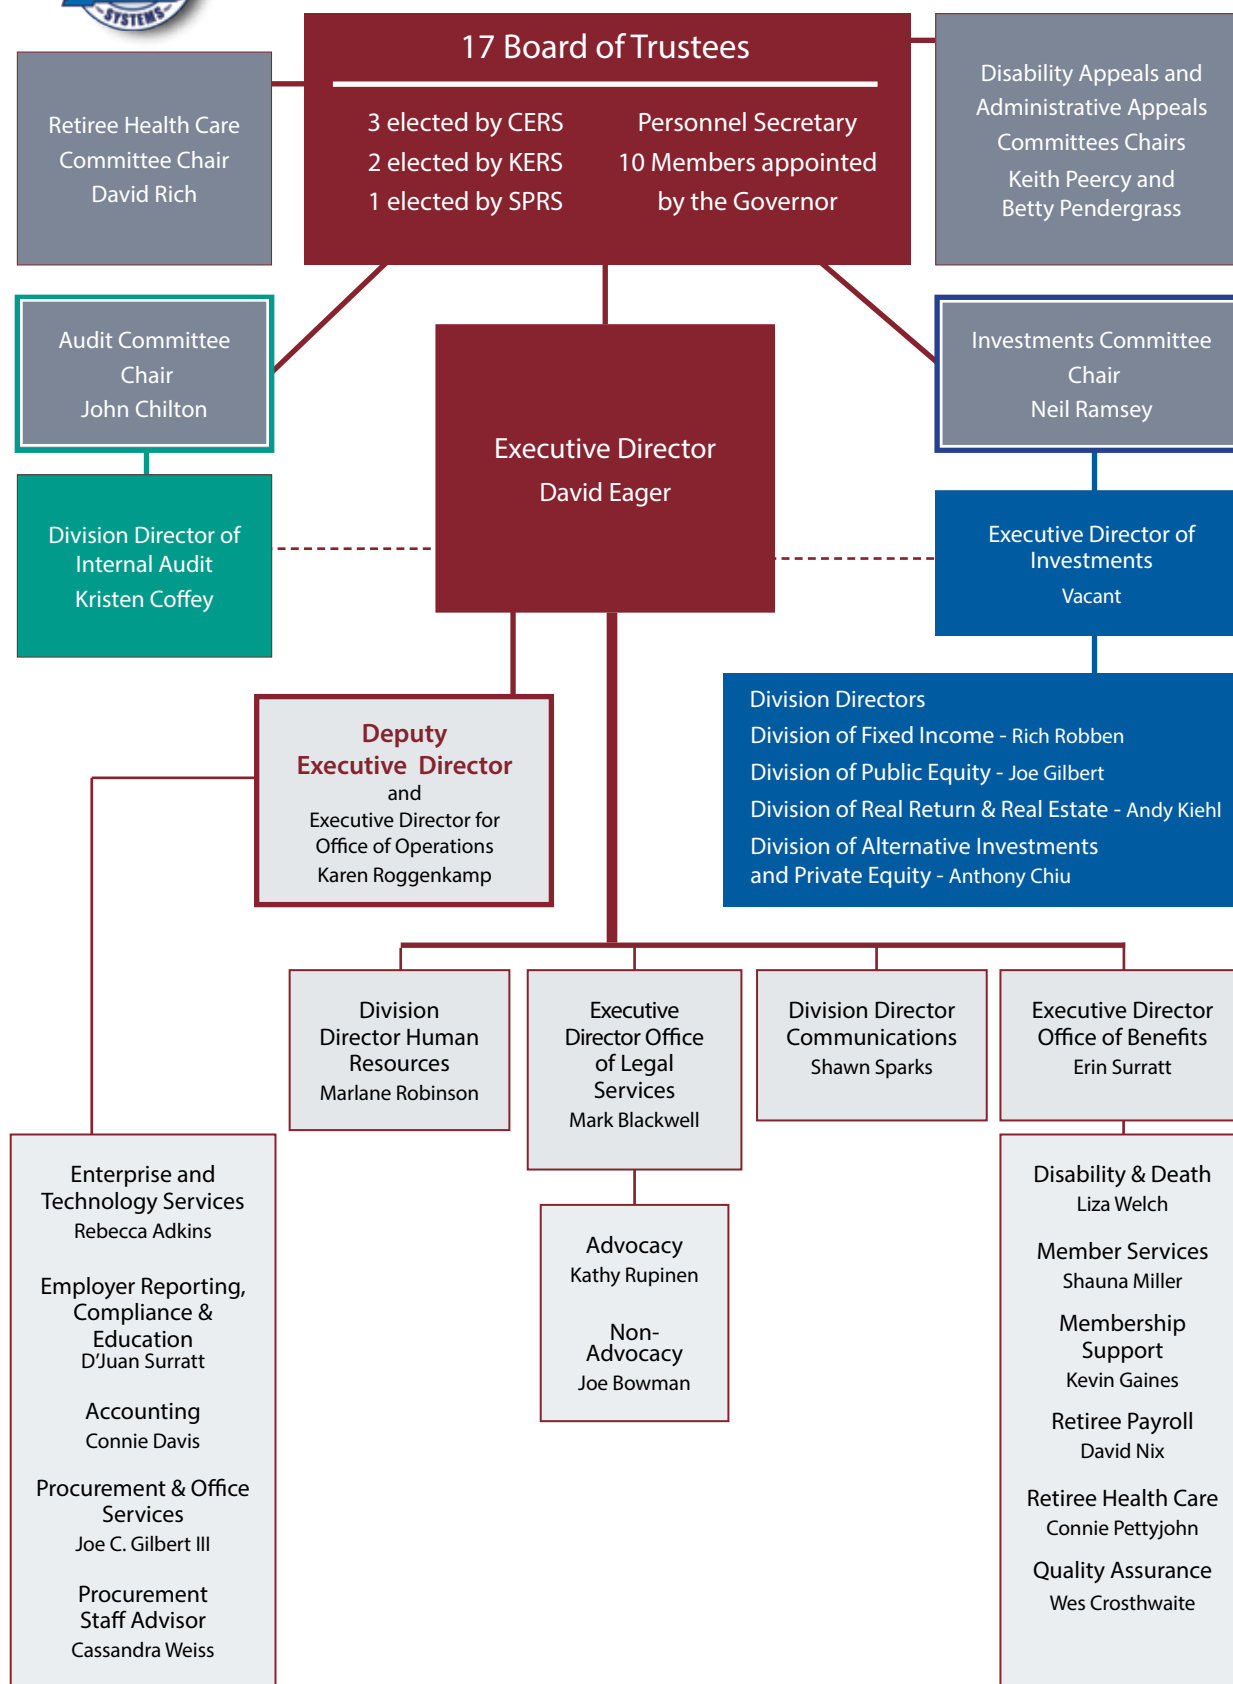 SYSTEMS
17 Board of Trustees
3 elected by CERS
2 elected by KERS
1 elected by SPRS
Personnel Secretary
10 Members appointed
by the Governor
Retiree Health Care
Committee Chair
David Rich
Disability Appeals and
Administrative Appeals
Committees Chairs
Keith Peercy and
Betty Pendergrass
Audit Committee
Chair
John Chilton
Investments Committee
Chair
Neil Ramsey
Executive Director
David Eager
Division Director of
Internal Audit
Kristen Coffey
Executive Director of
Investments
Vacant
Division Directors
Division of Fixed Income - Rich Robben
Division of Public Equity - Joe Gilbert
Division of Real Return & Real Estate - Andy Kiehl
Division of Alternative Investments
and Private Equity - Anthony Chiu
Deputy
Executive Director
and
Executive Director for
Office of Operations
Karen Roggenkamp
Division
Director Human
Resources
Marlane Robinson
Executive
Director Office
of Legal
Services
Mark Blackwell
Division Director
Communications
Shawn Sparks
Executive Director
Office of Benefits
Erin Surratt
Enterprise and
Technology Services
Rebecca Adkins
Employer Reporting,
Compliance &
Education
D'Juan Surratt
Accounting
Connie Davis
Procurement & Office
Services
Joe C. Gilbert III
Procurement
Staff Advisor
Cassandra Weiss
Advocacy
Kathy Rupinen
Non-
Advocacy
Joe Bowman
Disability & Death
Liza Welch
Member Services
Shauna Miller
Membership
Support
Kevin Gaines
Retiree Payroll
David Nix
Retiree Health Care
Connie Pettyjohn
Quality Assurance
Wes Crosthwaite